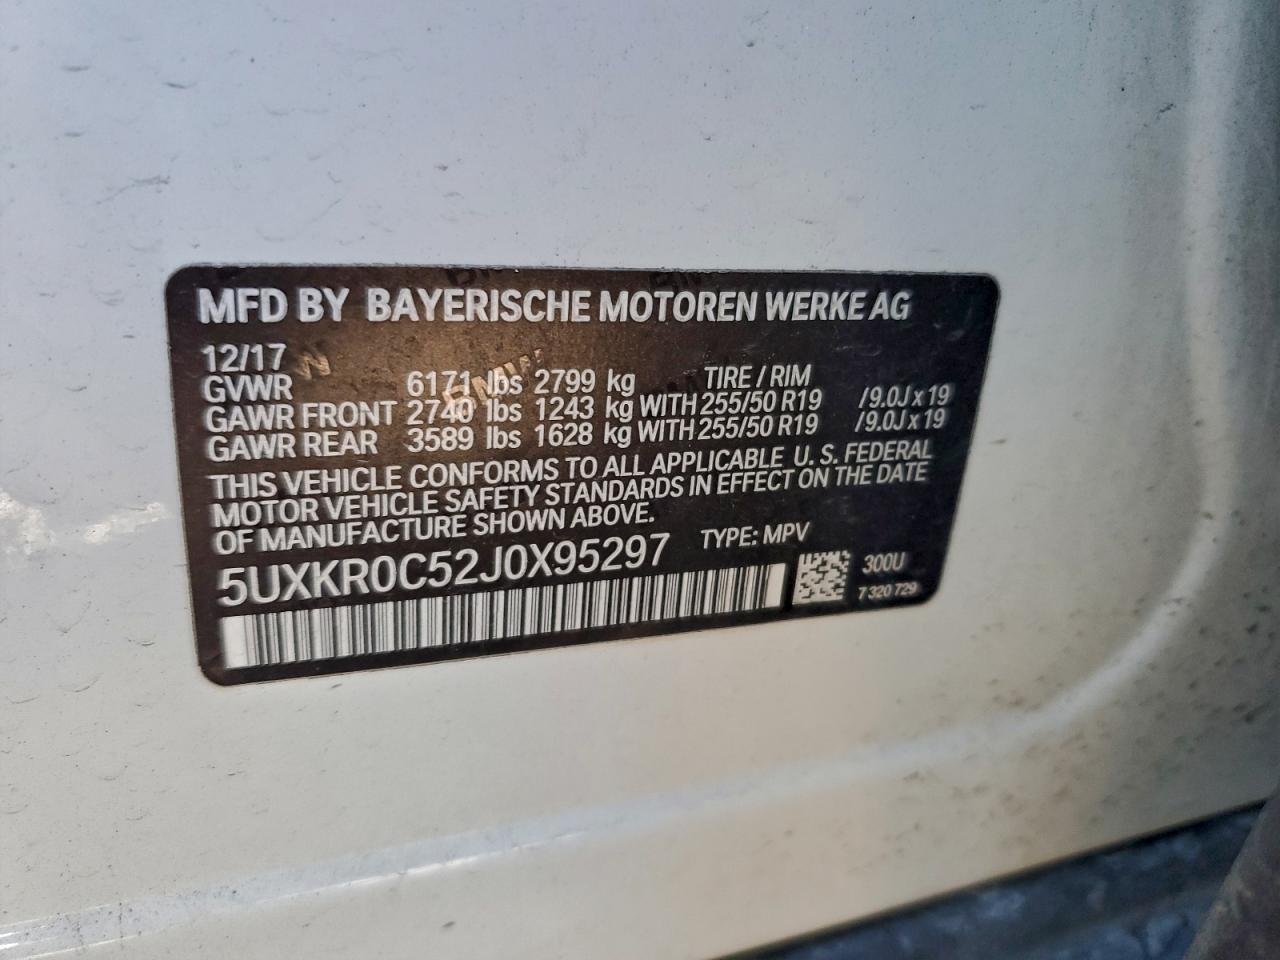 MFD BY BAYERISCHE MOTOREN WERKE AG
12/17
GVWR 6171 lbs 2799 kg TIRE / RIM
GAWR FRONT 2740 lbs 1243 kg WITH 255/50 R19 /9.0J x 19
GAWR REAR 3589 lbs 1628 kg WITH 255/50 R19 /9.0J x 19
THIS VEHICLE CONFORMS TO ALL APPLICABLE U. S. FEDERAL
MOTOR VEHICLE SAFETY STANDARDS IN EFFECT ON THE DATE
OF MANUFACTURE SHOWN ABOVE.
5UXKR0C52J0X95297 TYPE: MPV
300U
7 320 729
BMW